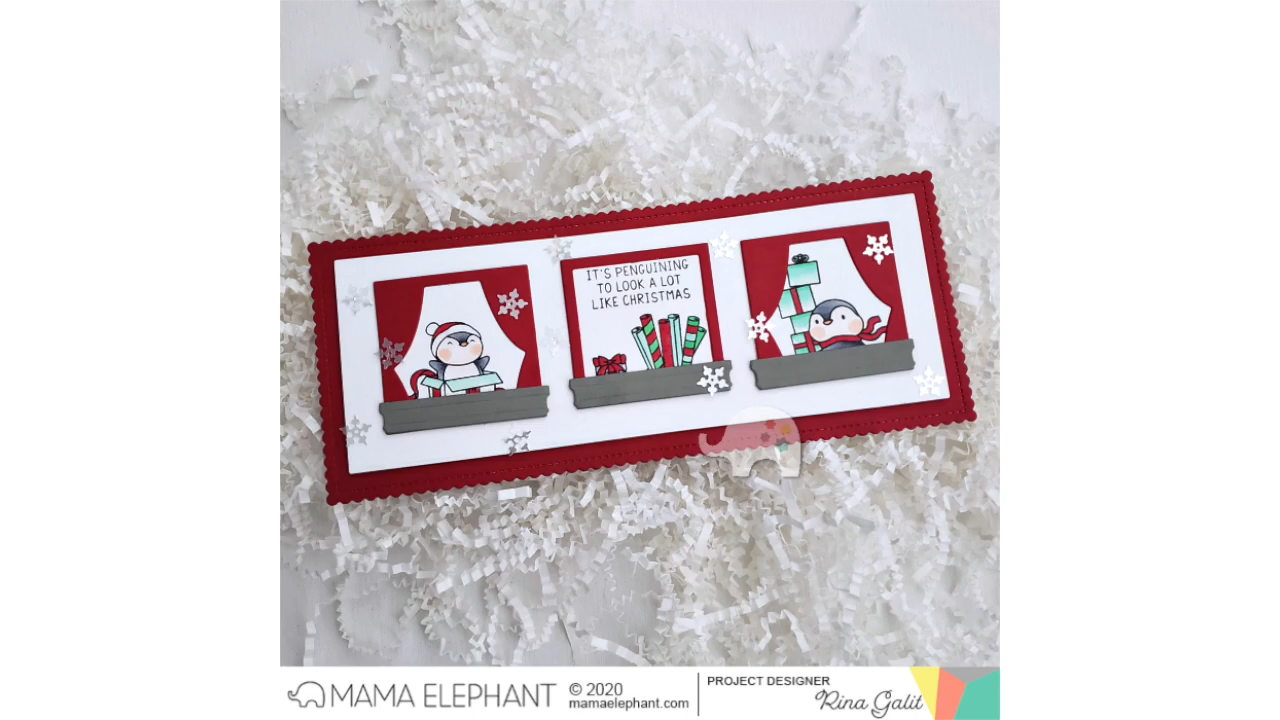 IT'S PENGUINING
TO LOOK A LOT
LIKE CHRISTMAS
MAMA ELEPHANT
© 2020
mamaelephant.com
PROJECT DESIGNER
Rina Galit